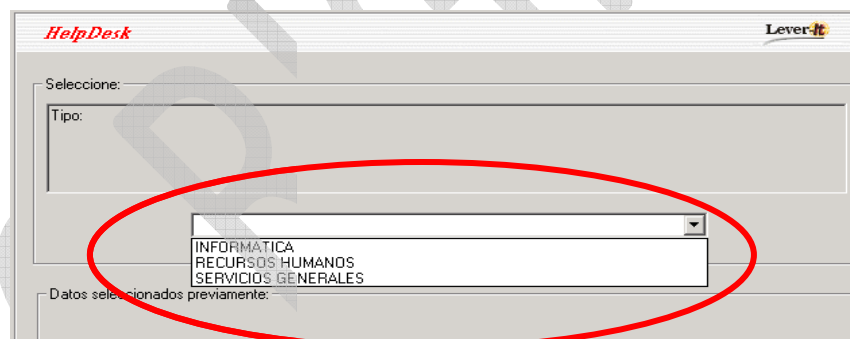 HelpDesk
Lever-It
Seleccione:
Tipo:
INFORMATICA
RECURSOS HUMANOS
SERVICIOS GENERALES
Datos seleccionados previamente: